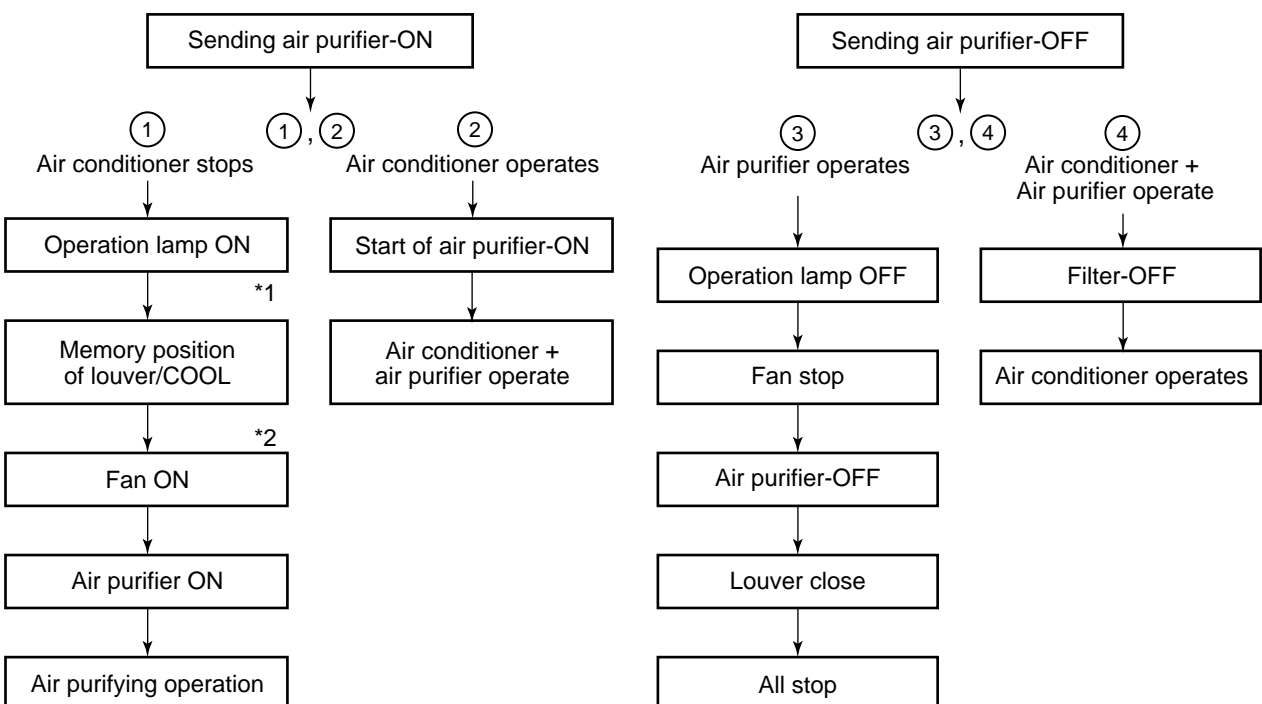 Sending air purifier-ON
1 , 2
1
Air conditioner stops
Operation lamp ON
*1
Memory position
of louver/COOL
*2
Fan ON
Air purifier ON
Air purifying operation
2
Air conditioner operates
Start of air purifier-ON
Air conditioner +
air purifier operate
Sending air purifier-OFF
3 , 4
3
Air purifier operates
Operation lamp OFF
Fan stop
Air purifier-OFF
Louver close
All stop
4
Air conditioner +
Air purifier operate
Filter-OFF
Air conditioner operates